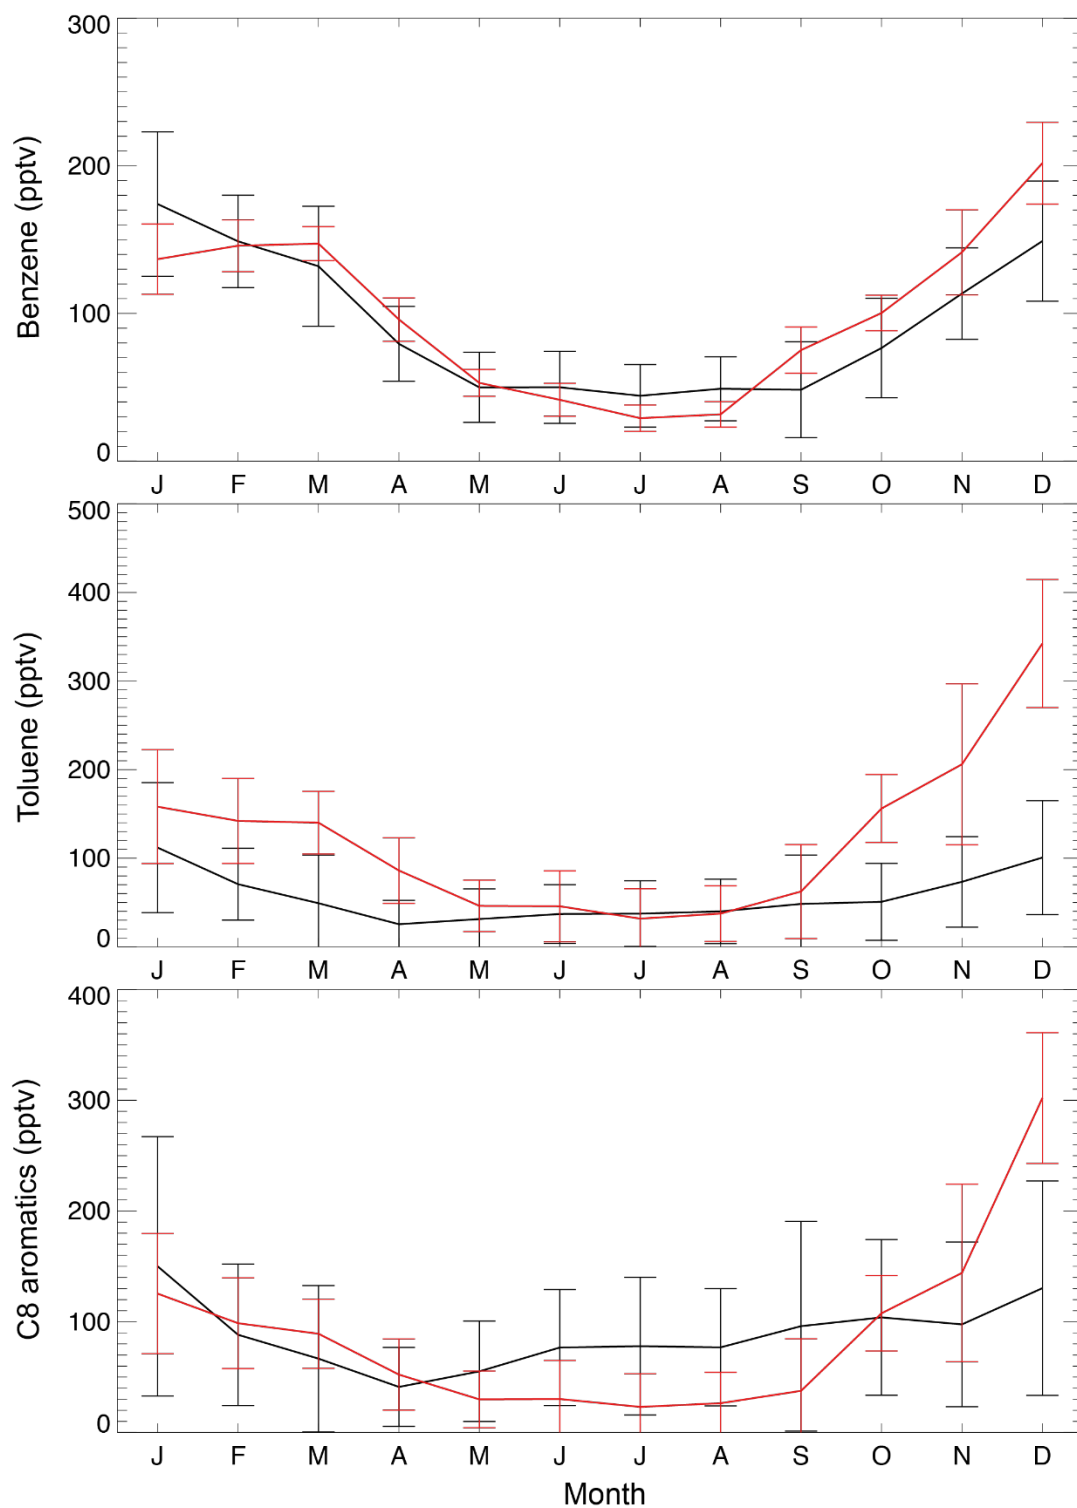 300
200
100
0
Benzene (pptv)
J F M A M J J A S O N D
500
400
300
200
100
0
Toluene (pptv)
J F M A M J J A S O N D
400
300
200
100
0
C8 aromatics (pptv)
J F M A M J J A S O N D
Month